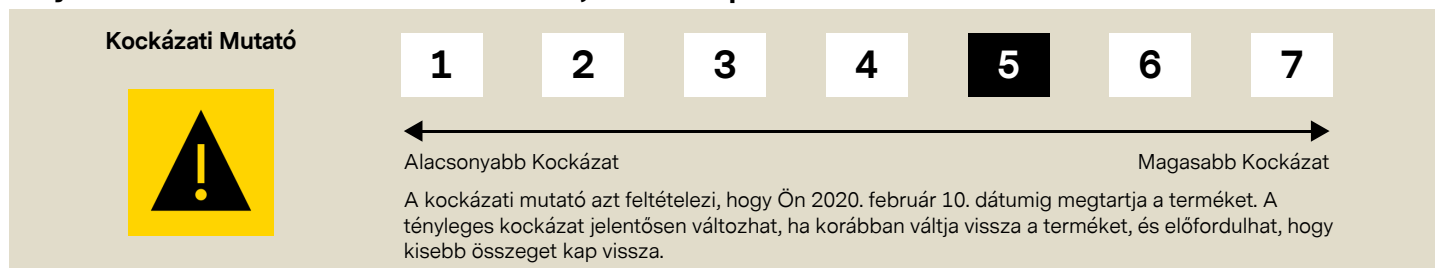 Kockázati Mutató
1 2 3 4 5 6 7
Alacsonyabb Kockázat Magasabb Kockázat
A kockázati mutató azt feltételezi, hogy Ön 2020. február 10. dátumig megtartja a terméket. A
tényleges kockázat jelentősen változhat, ha korábban váltja vissza a terméket, és előfordulhat, hogy
kisebb összeget kap vissza.